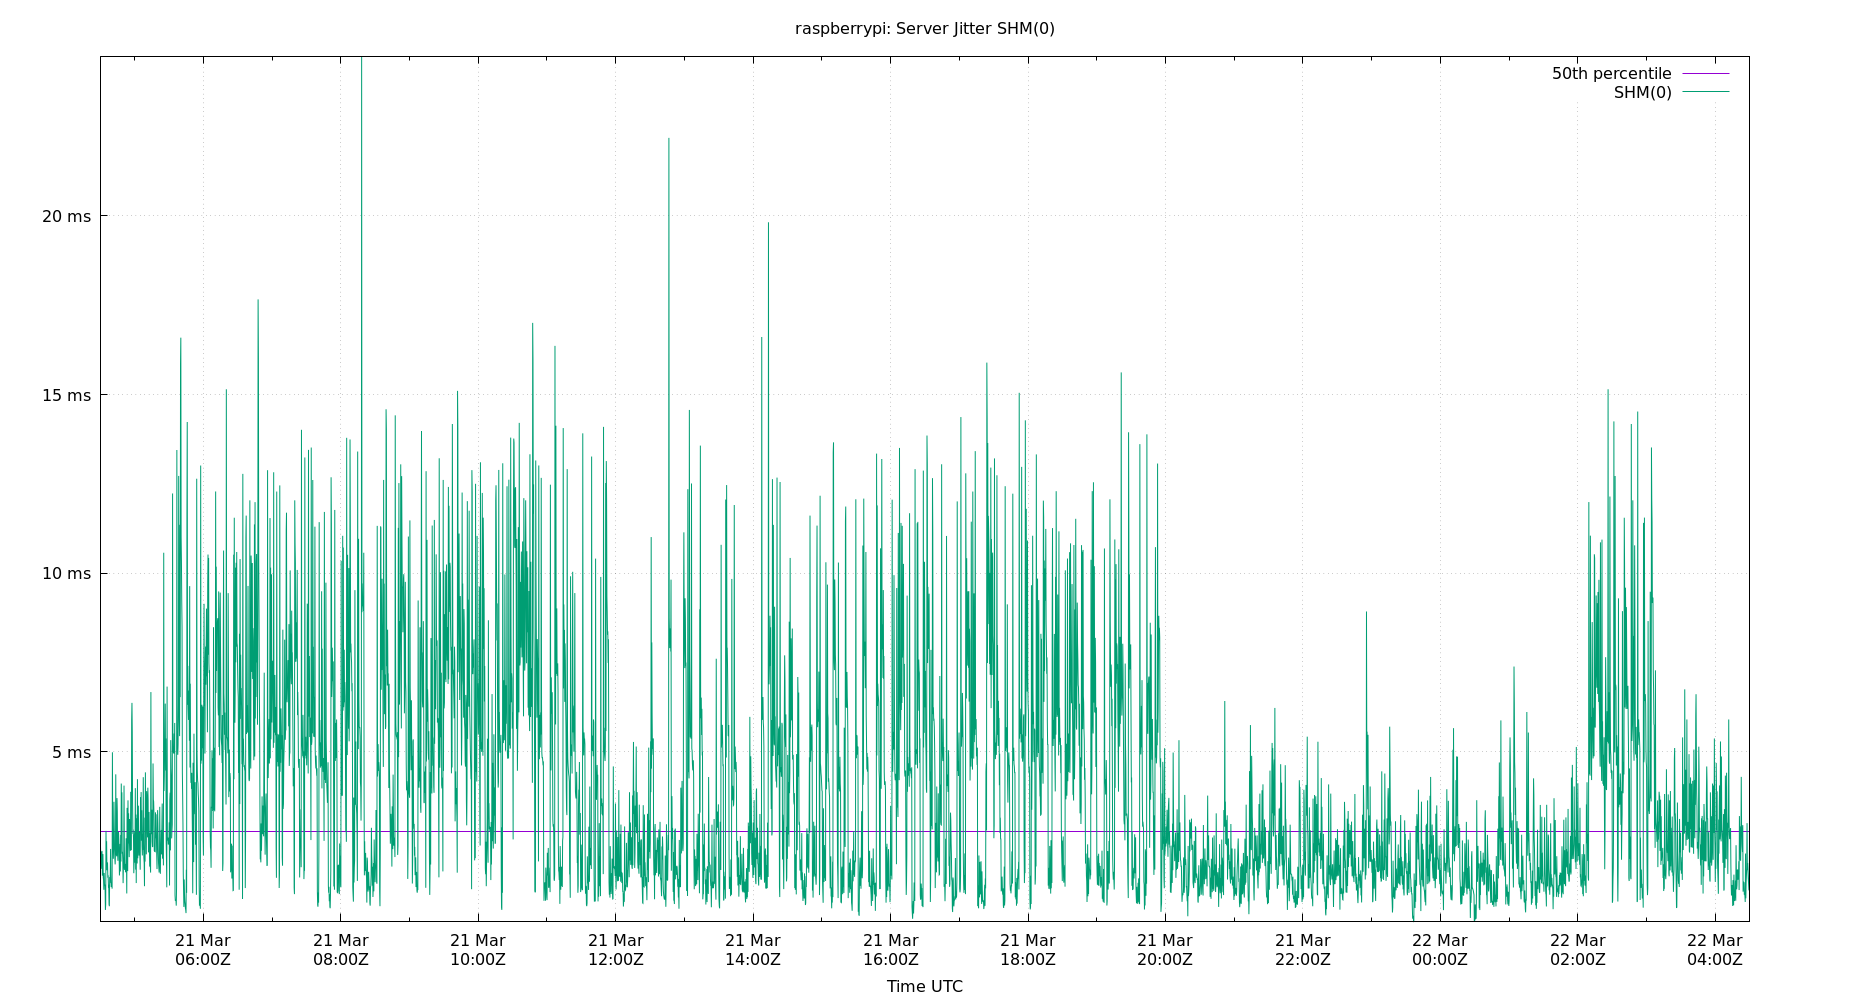 raspberrypi: Server Jitter SHM(0)
50th percentile
SHM(0)
20 ms
15 ms
10 ms
5 ms
21 Mar
06:00Z
21 Mar
08:00Z
21 Mar
10:00Z
21 Mar
12:00Z
21 Mar
14:00Z
21 Mar
16:00Z
21 Mar
18:00Z
21 Mar
20:00Z
21 Mar
22:00Z
22 Mar
00:00Z
22 Mar
02:00Z
22 Mar
04:00Z
Time UTC